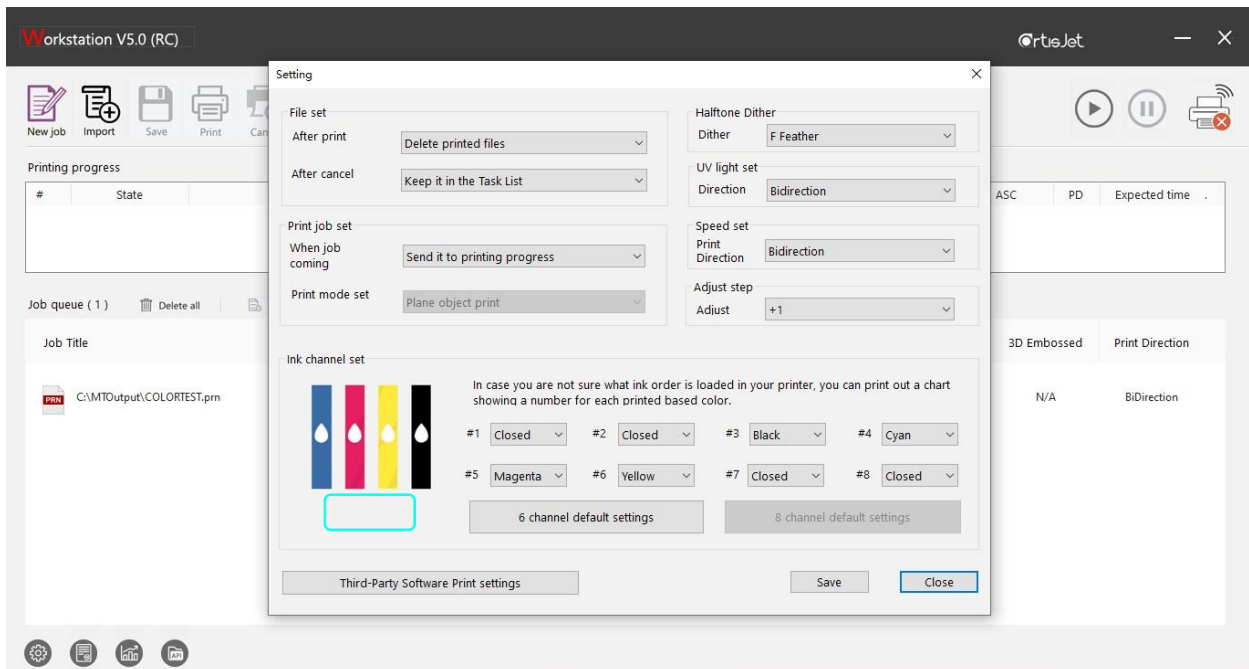 Workstation V5.0 (RC)
ArtisJet
New job
Import
Save
Print
Can
Printing progress
# State ASC PD Expected time .
Job queue ( 1 )
Delete all
Job Title
3D Embossed
Print Direction
PRN
C:\MTOutput\COLORTEST.prn
N/A
BiDirection
API
Setting
File set
After print
Delete printed files
After cancel
Keep it in the Task List
Print job set
When job
coming
Send it to printing progress
Print mode set
Plane object print
Halftone Dither
Dither
F Feather
UV light set
Direction
Bidirection
Speed set
Print
Direction
Bidirection
Adjust step
Adjust
+1
Ink channel set
In case you are not sure what ink order is loaded in your printer, you can print out a chart
showing a number for each printed based color.
#1 Closed #2 Closed #3 Black #4 Cyan
#5 Magenta #6 Yellow #7 Closed #8 Closed
6 channel default settings
8 channel default settings
Third-Party Software Print settings
Save
Close